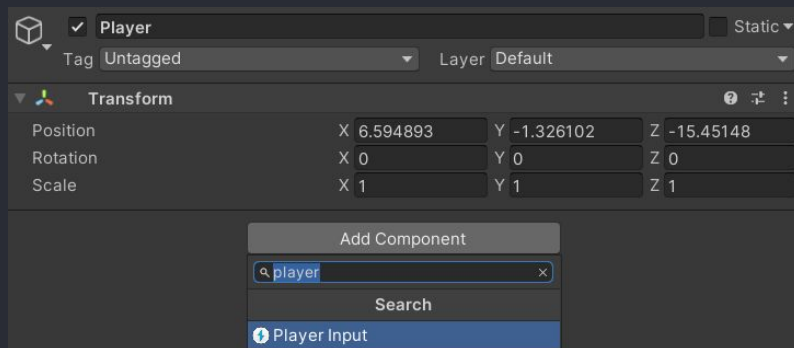 Player Static
Tag Untagged Layer Default
Transform
Position X 6.594893 Y -1.326102 Z -15.45148
Rotation X 0 Y 0 Z 0
Scale X 1 Y 1 Z 1
Add Component
player
Search
Player Input